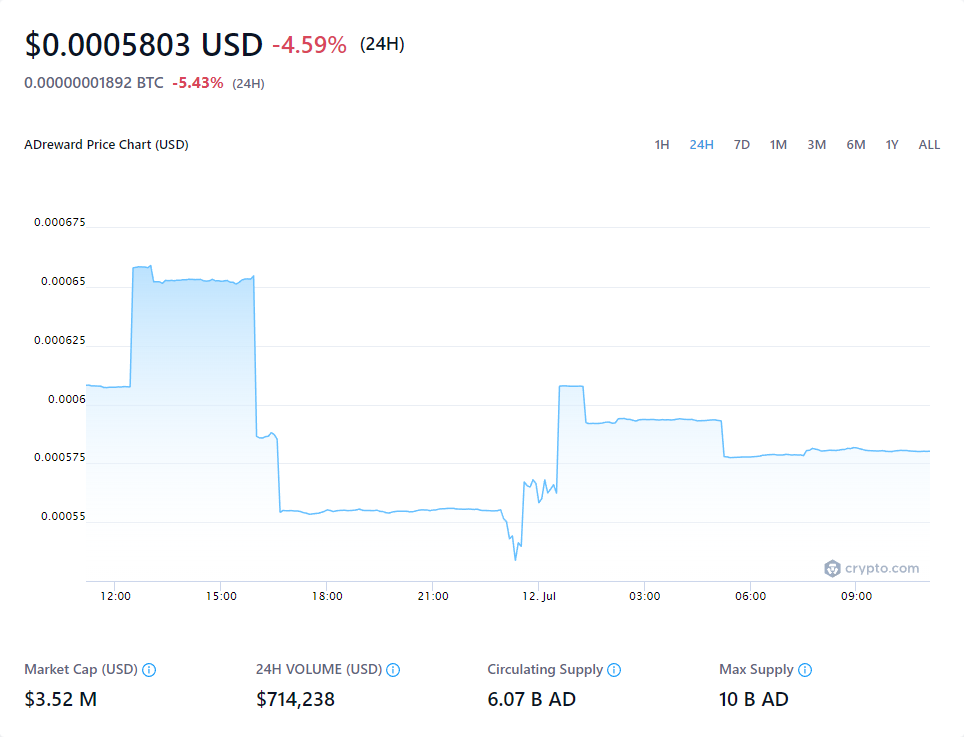 $0.0005803 USD -4.59% (24H)
0.00000001892 BTC -5.43% (24H)
ADreward Price Chart (USD) 1H 24H 7D 1M 3M 6M 1Y ALL
0.000675
0.00065
0.000625
0.0006
0.000575
0.00055
crypto.com
12:00 15:00 18:00 21:00 12. Jul 03:00 06:00 09:00
Market Cap (USD) 24H VOLUME (USD) Circulating Supply Max Supply
$3.52 M $714,238 6.07 B AD 10 B AD